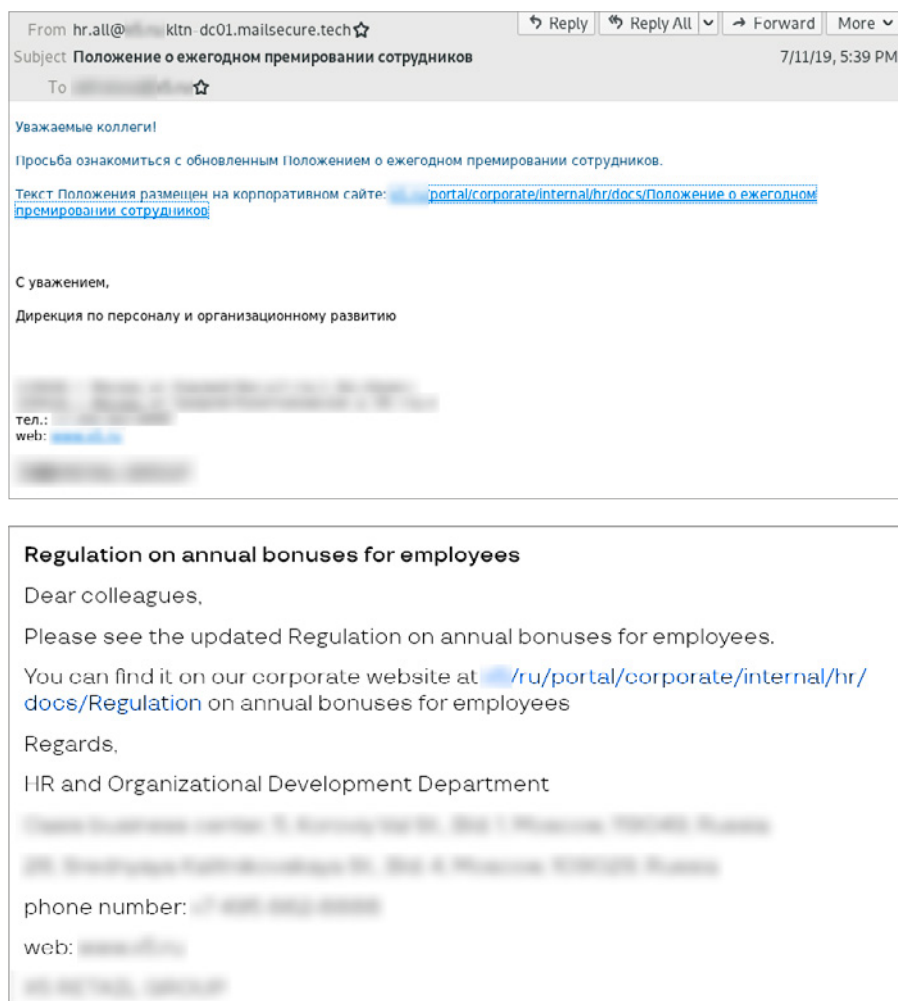 From hr.all@ kltn-dc01.mailsecure.tech Reply Reply All Forward More
Subject Положение о ежегодном премировании сотрудников 7/11/19, 5:39 PM
To
Уважаемые коллеги!
Просьба ознакомиться с обновленным Положением о ежегодном премировании сотрудников.
Текст Положения размещен на корпоративном сайте: /portal/corporate/internal/hr/docs/Положение о ежегодном
премировании сотрудников
С уважением,
Дирекция по персоналу и организационному развитию
тел.:
web:
Regulation on annual bonuses for employees
Dear colleagues,
Please see the updated Regulation on annual bonuses for employees.
You can find it on our corporate website at /ru/portal/corporate/internal/hr/
docs/Regulation on annual bonuses for employees
Regards,
HR and Organizational Development Department
phone number:
web: